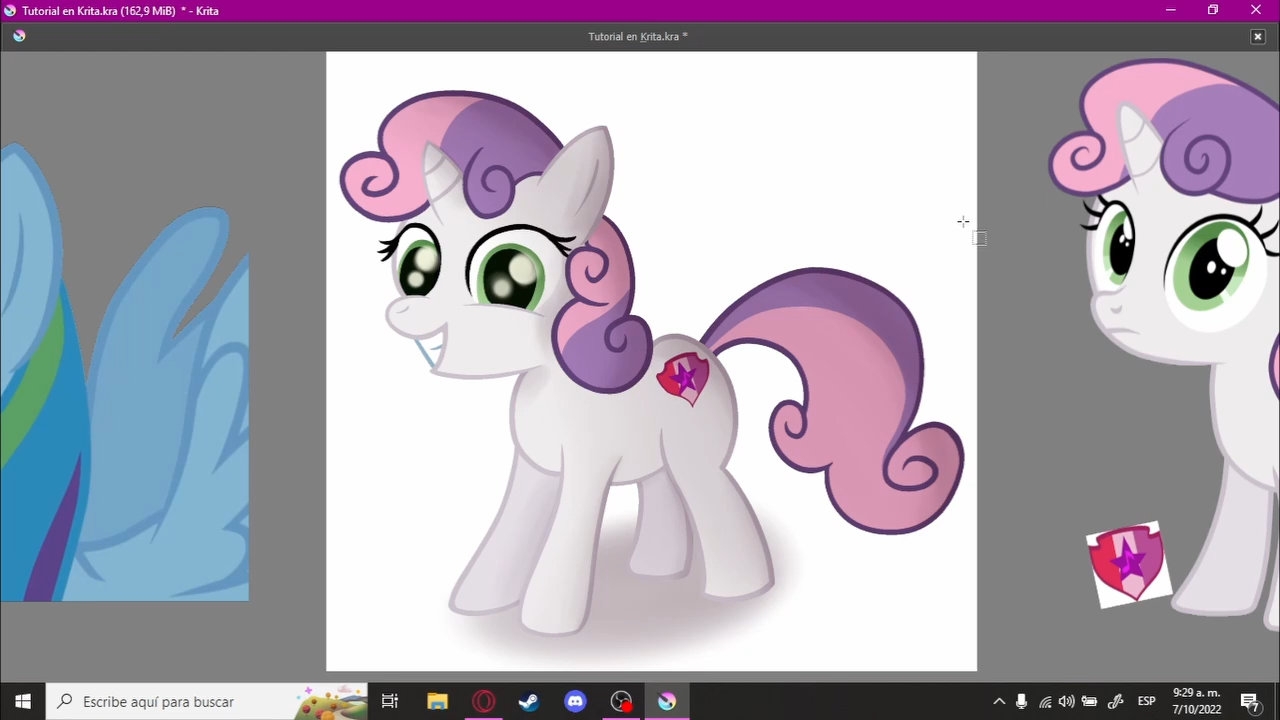 Tutorial en Krita.kra (162,9 MiB) * - Krita
Tutorial en Krita.kra *
Escribe aquí para buscar
ESP
9:29 a. m.
7/10/2022
7